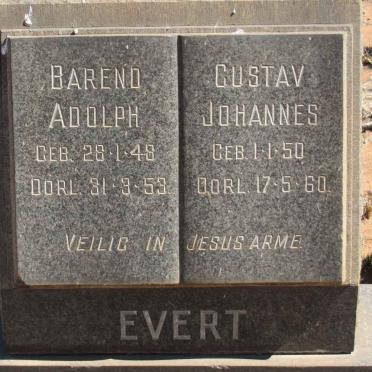 BAREND
ADOLPH
GEB. 28·1·48
OORL. 31·3·53
GUSTAV
JOHANNES
GEB. 1·1·50
OORL. 17·5·60.
VEILIG IN JESUS ARME
EVERT